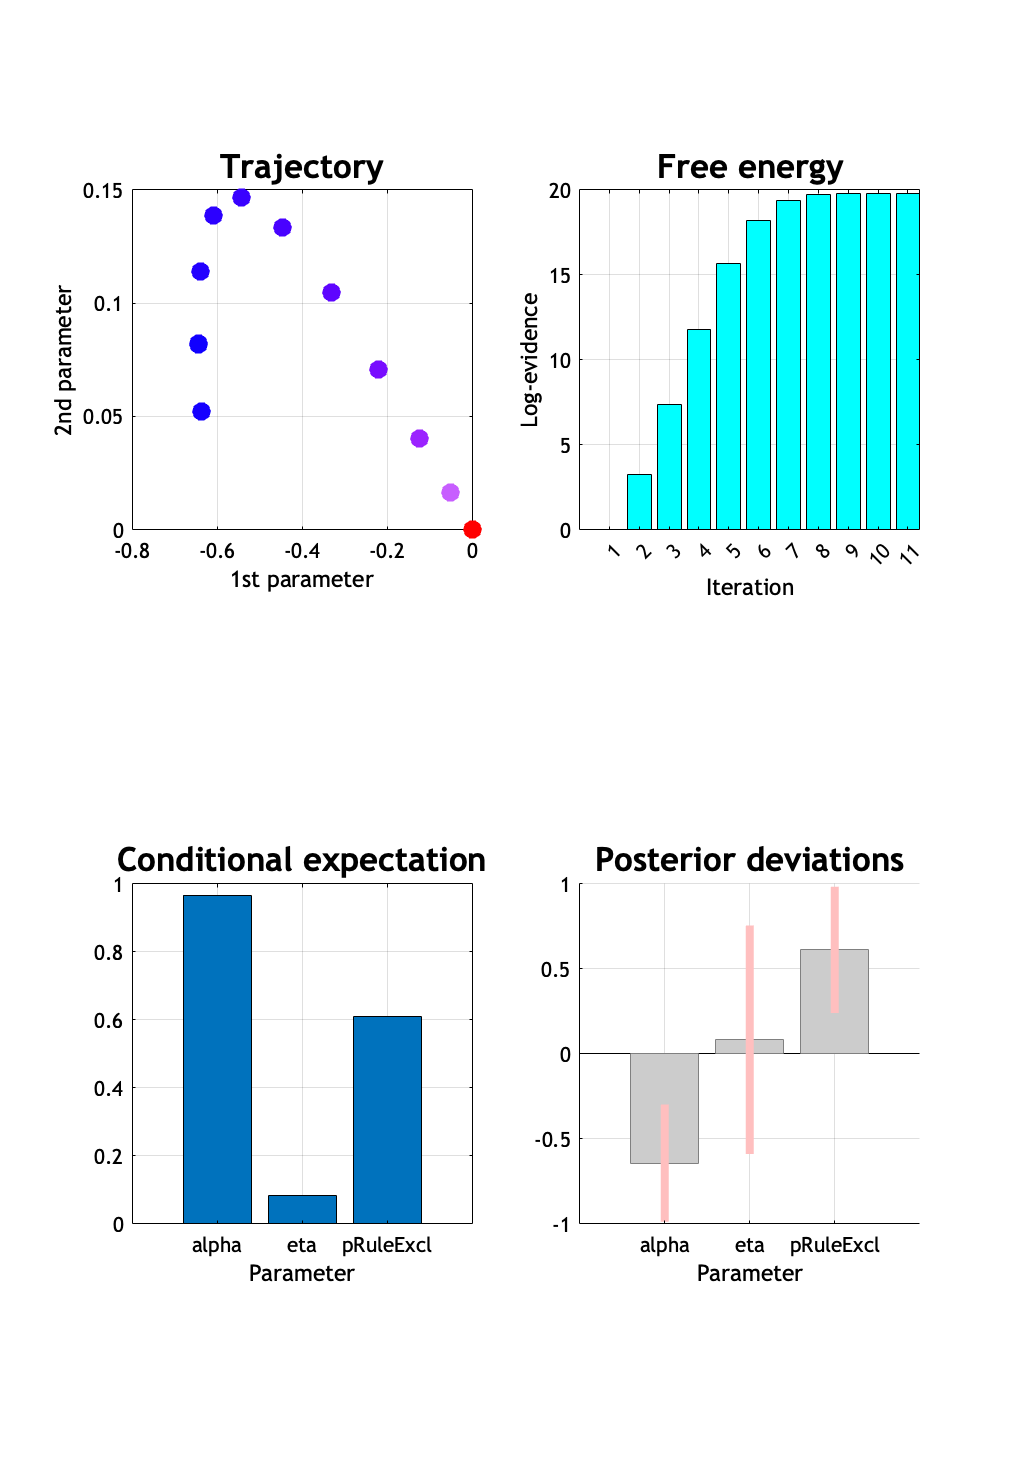 Trajectory
0.15
0.1
0.05
0
-0.8 -0.6 -0.4 -0.2 0
1st parameter
2nd parameter
Free energy
20
15
10
5
0
1 2 3 4 5 6 7 8 9 10 11
Iteration
Log-evidence
Conditional expectation
1
0.8
0.6
0.4
0.2
0
alpha eta pRuleExcl
Parameter
Posterior deviations
1
0.5
0
-0.5
-1
alpha eta pRuleExcl
Parameter